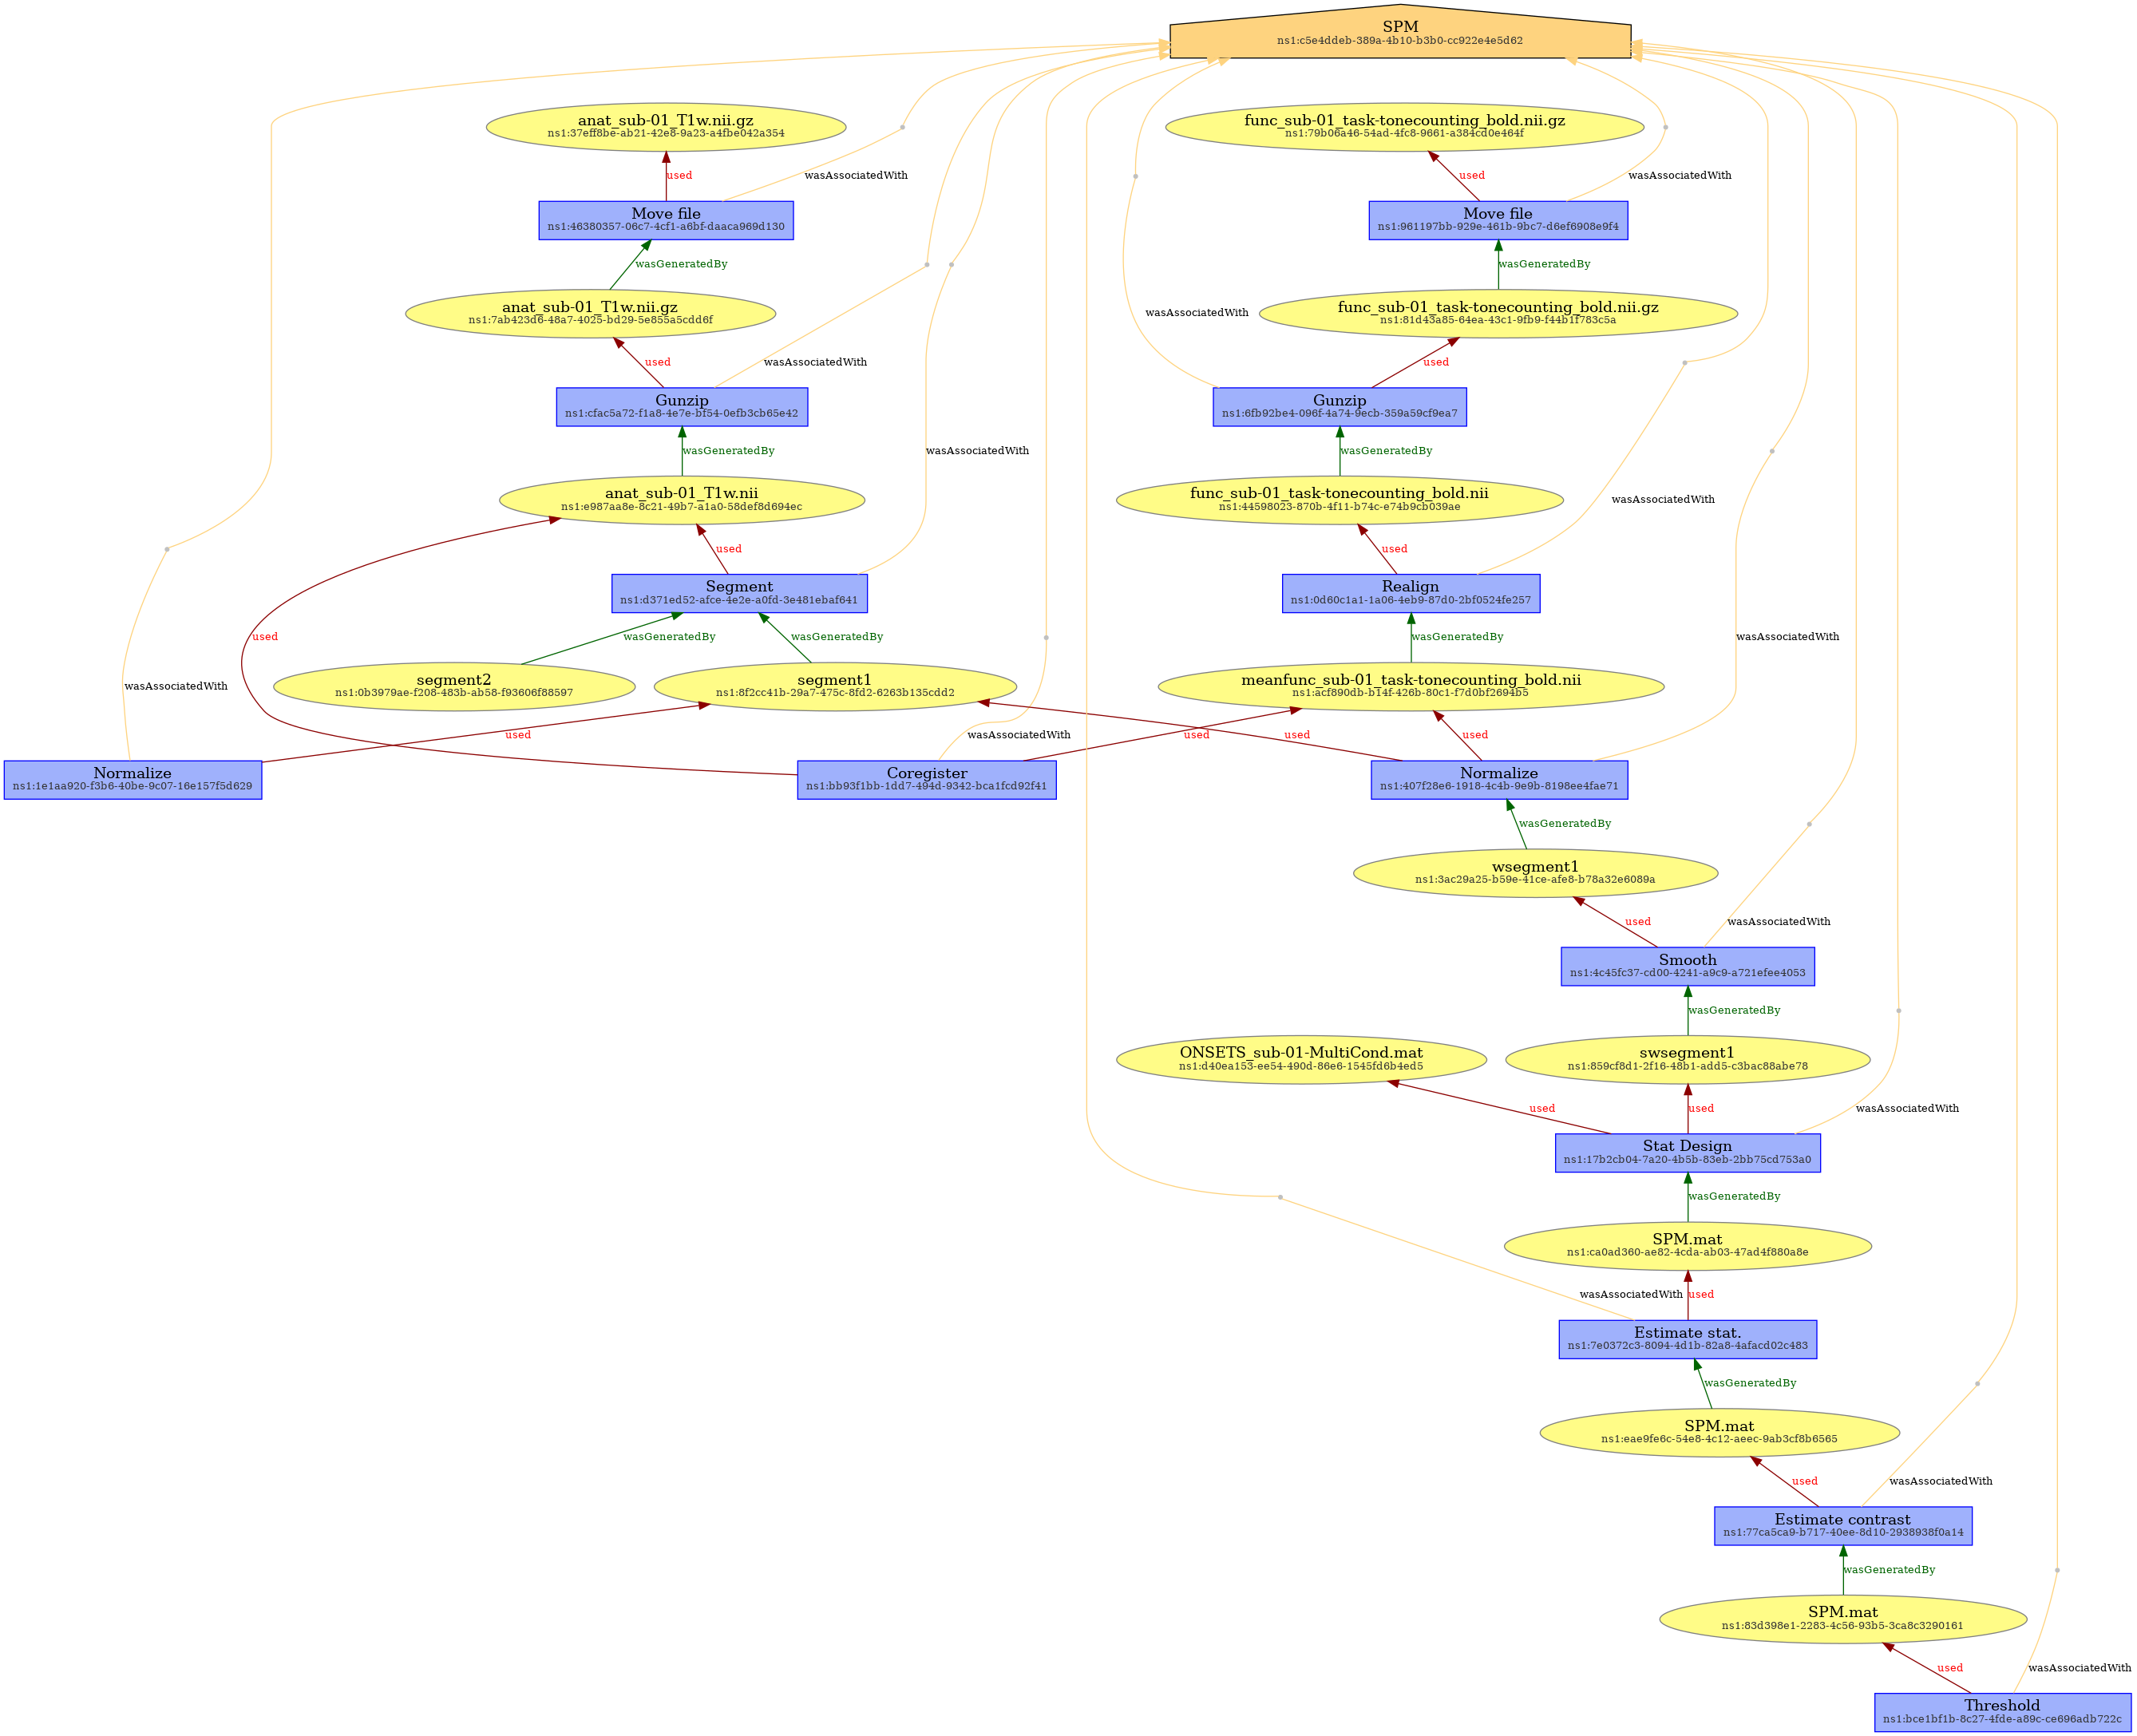 SPM
ns1:c5e4ddeb-389a-4b10-b3b0-cc922e4e5d62
anat_sub-01_T1w.nii.gz
ns1:37eff8be-ab21-42e8-9a23-a4fbe042a354
func_sub-01_task-tonecounting_bold.nii.gz
ns1:79b06a46-54ad-4fc8-9661-a384cd0e464f
used
wasAssociatedWith
used
wasAssociatedWith
Move file
ns1:46380357-06c7-4cf1-a6bf-daaca969d130
Move file
ns1:961197bb-929e-461b-9bc7-d6ef6908e9f4
wasGeneratedBy
wasGeneratedBy
anat_sub-01_T1w.nii.gz
ns1:7ab423d6-48a7-4025-bd29-5e855a5cdd6f
wasAssociatedWith
func_sub-01_task-tonecounting_bold.nii.gz
ns1:81d43a85-64ea-43c1-9fb9-f44b1f783c5a
used
wasAssociatedWith
used
Gunzip
ns1:cfac5a72-f1a8-4e7e-bf54-0efb3cb65e42
Gunzip
ns1:6fb92be4-096f-4a74-9ecb-359a59cf9ea7
wasGeneratedBy
wasAssociatedWith
wasGeneratedBy
anat_sub-01_T1w.nii
ns1:e987aa8e-8c21-49b7-a1a0-58def8d694ec
func_sub-01_task-tonecounting_bold.nii
ns1:44598023-870b-4f11-b74c-e74b9cb039ae
wasAssociatedWith
used
used
Segment
ns1:d371ed52-afce-4e2e-a0fd-3e481ebaf641
Realign
ns1:0d60c1a1-1a06-4eb9-87d0-2bf0524fe257
used
wasGeneratedBy
wasGeneratedBy
wasGeneratedBy
wasAssociatedWith
wasAssociatedWith
segment2
ns1:0b3979ae-f208-483b-ab58-f93606f88597
segment1
ns1:8f2cc41b-29a7-475c-8fd2-6263b135cdd2
meanfunc_sub-01_task-tonecounting_bold.nii
ns1:acf890db-b14f-426b-80c1-f7d0bf2694b5
used
wasAssociatedWith
used
used
used
Normalize
ns1:1e1aa920-f3b6-40be-9c07-16e157f5d629
Coregister
ns1:bb93f1bb-1dd7-494d-9342-bca1fcd92f41
Normalize
ns1:407f28e6-1918-4c4b-9e9b-8198ee4fae71
wasGeneratedBy
wsegment1
ns1:3ac29a25-b59e-41ce-afe8-b78a32e6089a
used
wasAssociatedWith
Smooth
ns1:4c45fc37-cd00-4241-a9c9-a721efee4053
wasGeneratedBy
ONSETS_sub-01-MultiCond.mat
ns1:d40ea153-ee54-490d-86e6-1545fd6b4ed5
swsegment1
ns1:859cf8d1-2f16-48b1-add5-c3bac88abe78
used
used
wasAssociatedWith
Stat Design
ns1:17b2cb04-7a20-4b5b-83eb-2bb75cd753a0
wasGeneratedBy
SPM.mat
ns1:ca0ad360-ae82-4cda-ab03-47ad4f880a8e
wasAssociatedWith
used
Estimate stat.
ns1:7e0372c3-8094-4d1b-82a8-4afacd02c483
wasGeneratedBy
SPM.mat
ns1:eae9fe6c-54e8-4c12-aeec-9ab3cf8b6565
used
wasAssociatedWith
Estimate contrast
ns1:77ca5ca9-b717-40ee-8d10-2938938f0a14
wasGeneratedBy
SPM.mat
ns1:83d398e1-2283-4c56-93b5-3ca8c3290161
used
wasAssociatedWith
Threshold
ns1:bce1bf1b-8c27-4fde-a89c-ce696adb722c